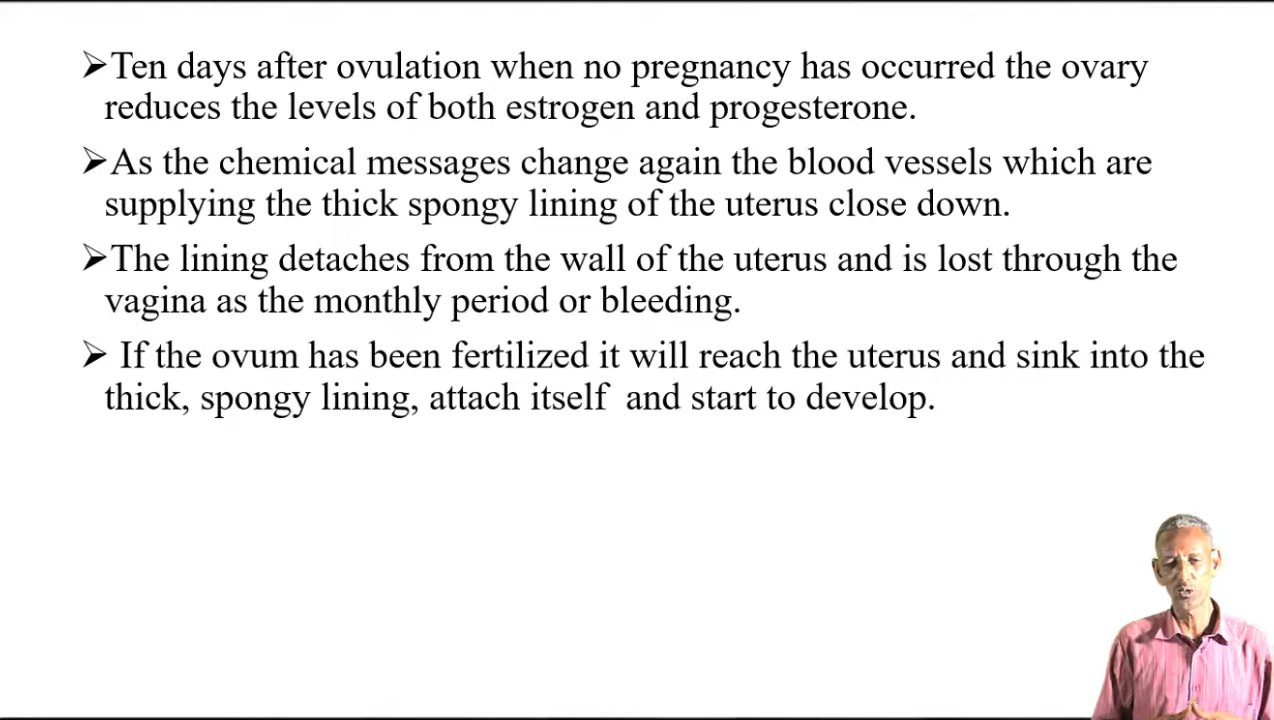 ➢Ten days after ovulation when no pregnancy has occurred the ovary
reduces the levels of both estrogen and progesterone.
➢As the chemical messages change again the blood vessels which are
supplying the thick spongy lining of the uterus close down.
➢The lining detaches from the wall of the uterus and is lost through the
vagina as the monthly period or bleeding.
➢ If the ovum has been fertilized it will reach the uterus and sink into the
thick, spongy lining, attach itself  and start to develop.